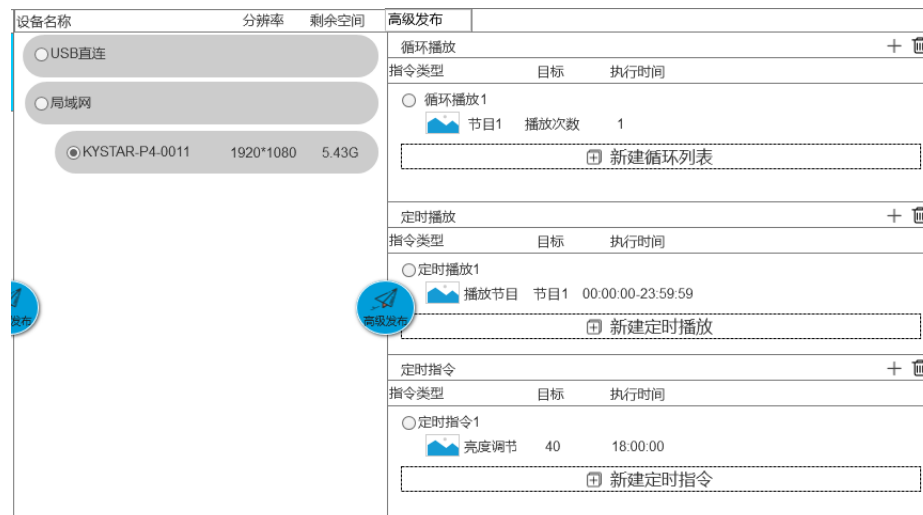 设备名称 分辨率 剩余空间
USB直连
局域网
KYSTAR-P4-0011 1920*1080 5.43G
发布
高级发布
高级发布
循环播放
指令类型 目标 执行时间
循环播放1
节目1 播放次数 1
新建循环列表
定时播放
指令类型 目标 执行时间
定时播放1
播放节目 节目1 00:00:00-23:59:59
新建定时播放
定时指令
指令类型 目标 执行时间
定时指令1
亮度调节 40 18:00:00
新建定时指令